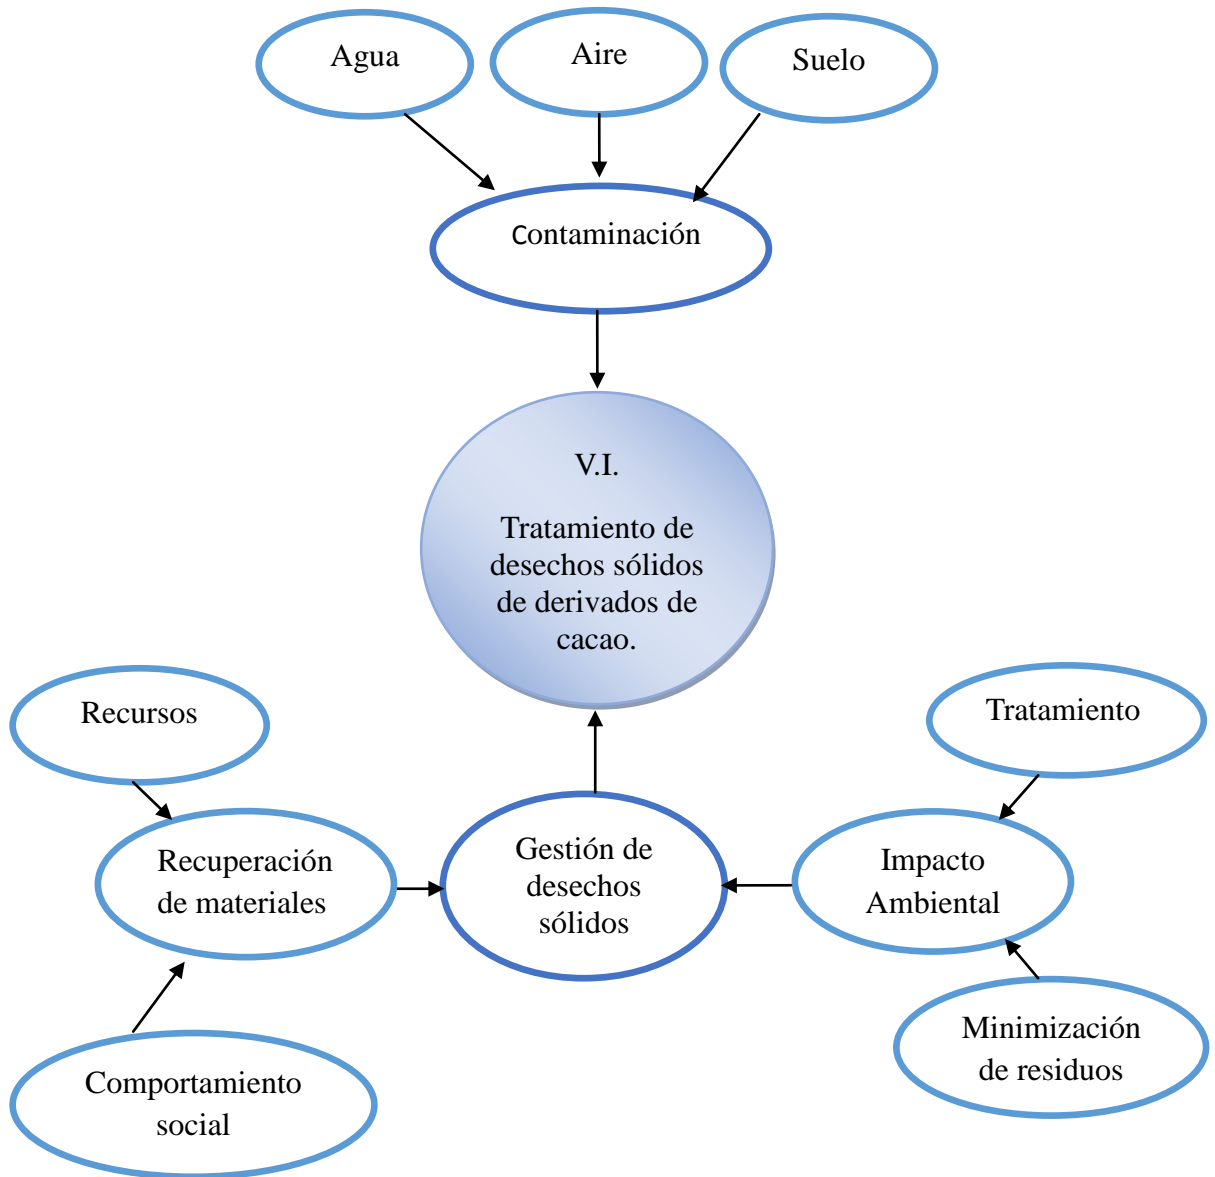 Agua
Aire
Suelo
Contaminación
V.I.
Tratamiento de
desechos sólidos
de derivados de
cacao.
Recursos
Tratamiento
Recuperación
de materiales
Gestión de
desechos
sólidos
Impacto
Ambiental
Comportamiento
social
Minimización
de residuos